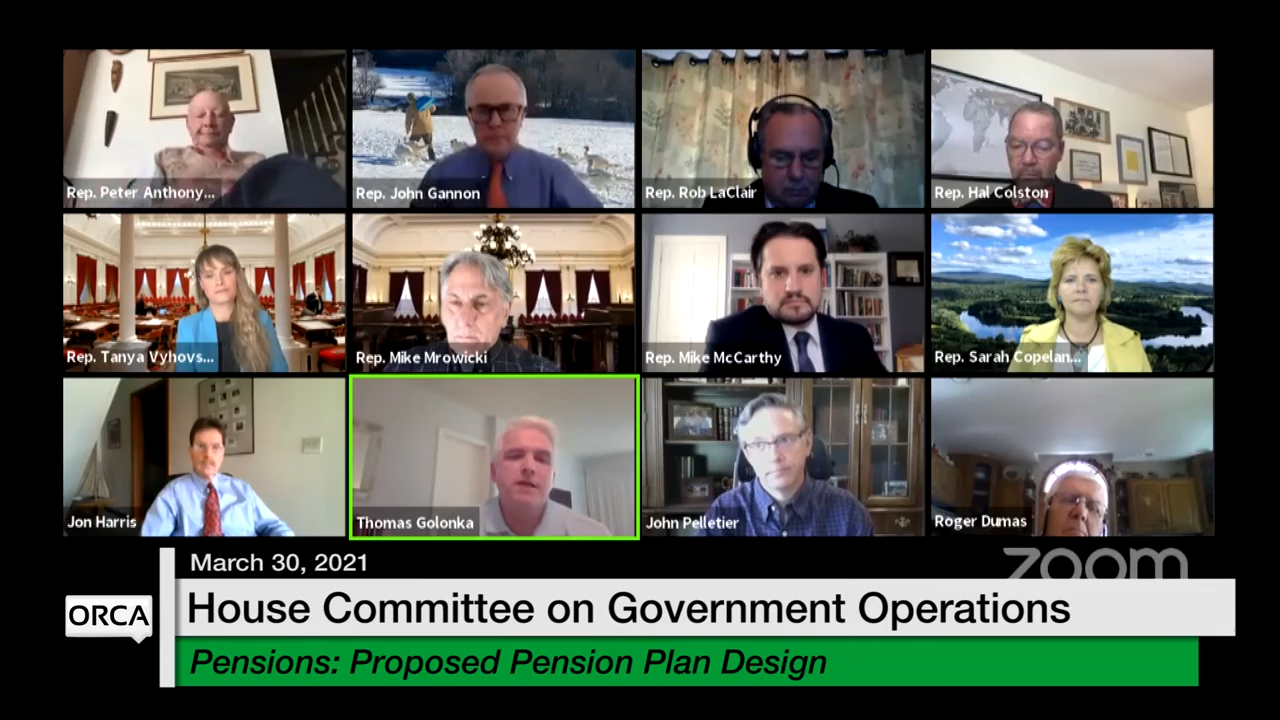 Rep. Peter Anthony...
Rep. John Gannon
Rep. Rob LaClair
Rep. Hal Colston
Rep. Tanya Vyhovs...
Rep. Mike Mrowicki
Rep. Mike McCarthy
Rep. Sarah Copelan...
Jon Harris
Thomas Golonka
John Pelletier
Roger Dumas
zoom
March 30, 2021
ORCA
House Committee on Government Operations
Pensions: Proposed Pension Plan Design